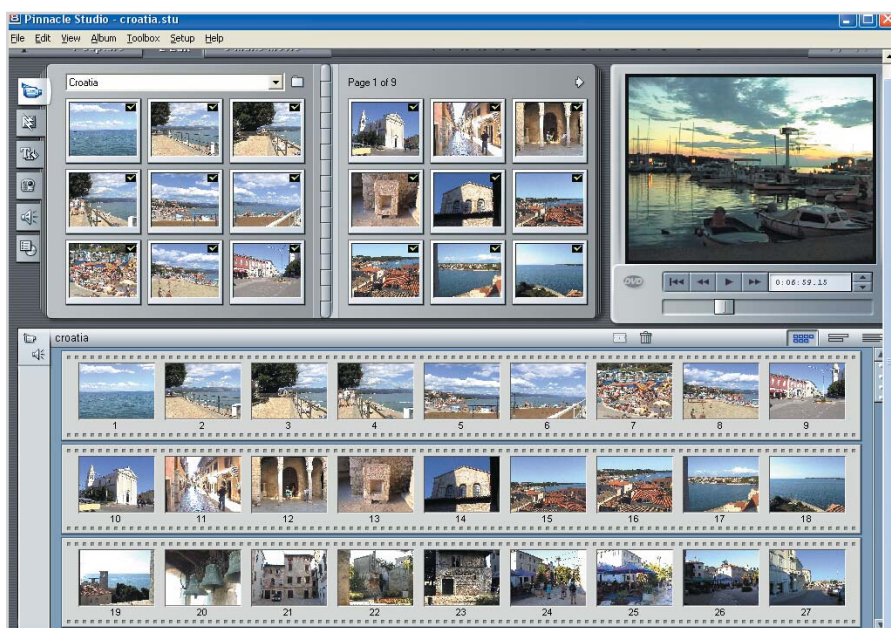 Pinnacle Studio - croatia.stu
File Edit View Album Toolbox Setup Help
Croatia
Page 1 of 9
DVD
0:06:59.15
croatia
1 2 3 4 5 6 7 8 9
10 11 12 13 14 15 16 17 18
19 20 21 22 23 24 25 26 27